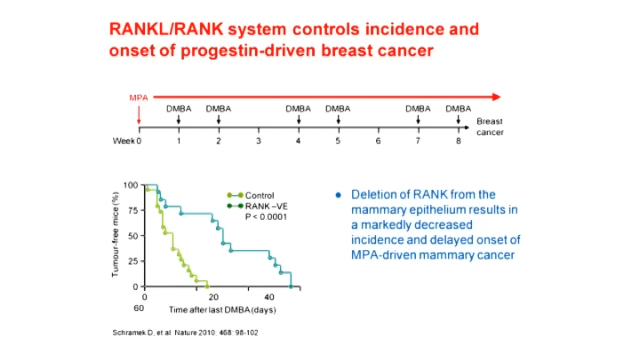 RANKL/RANK system controls incidence and
onset of progestin-driven breast cancer
MPA
DMBA DMBA DMBA DMBA DMBA DMBA
Breast
cancer
Week 0 1 2 3 4 5 6 7 8
100
75
50
25
0
Tumour-free mice (%)
Control
RANK –VE
P < 0.0001
0 20 40
60
Time after last DMBA (days)
● Deletion of RANK from the
mammary epithelium results in
a markedly decreased
incidence and delayed onset of
MPA-driven mammary cancer
Schramek D, et al. Nature 2010; 468: 98-102